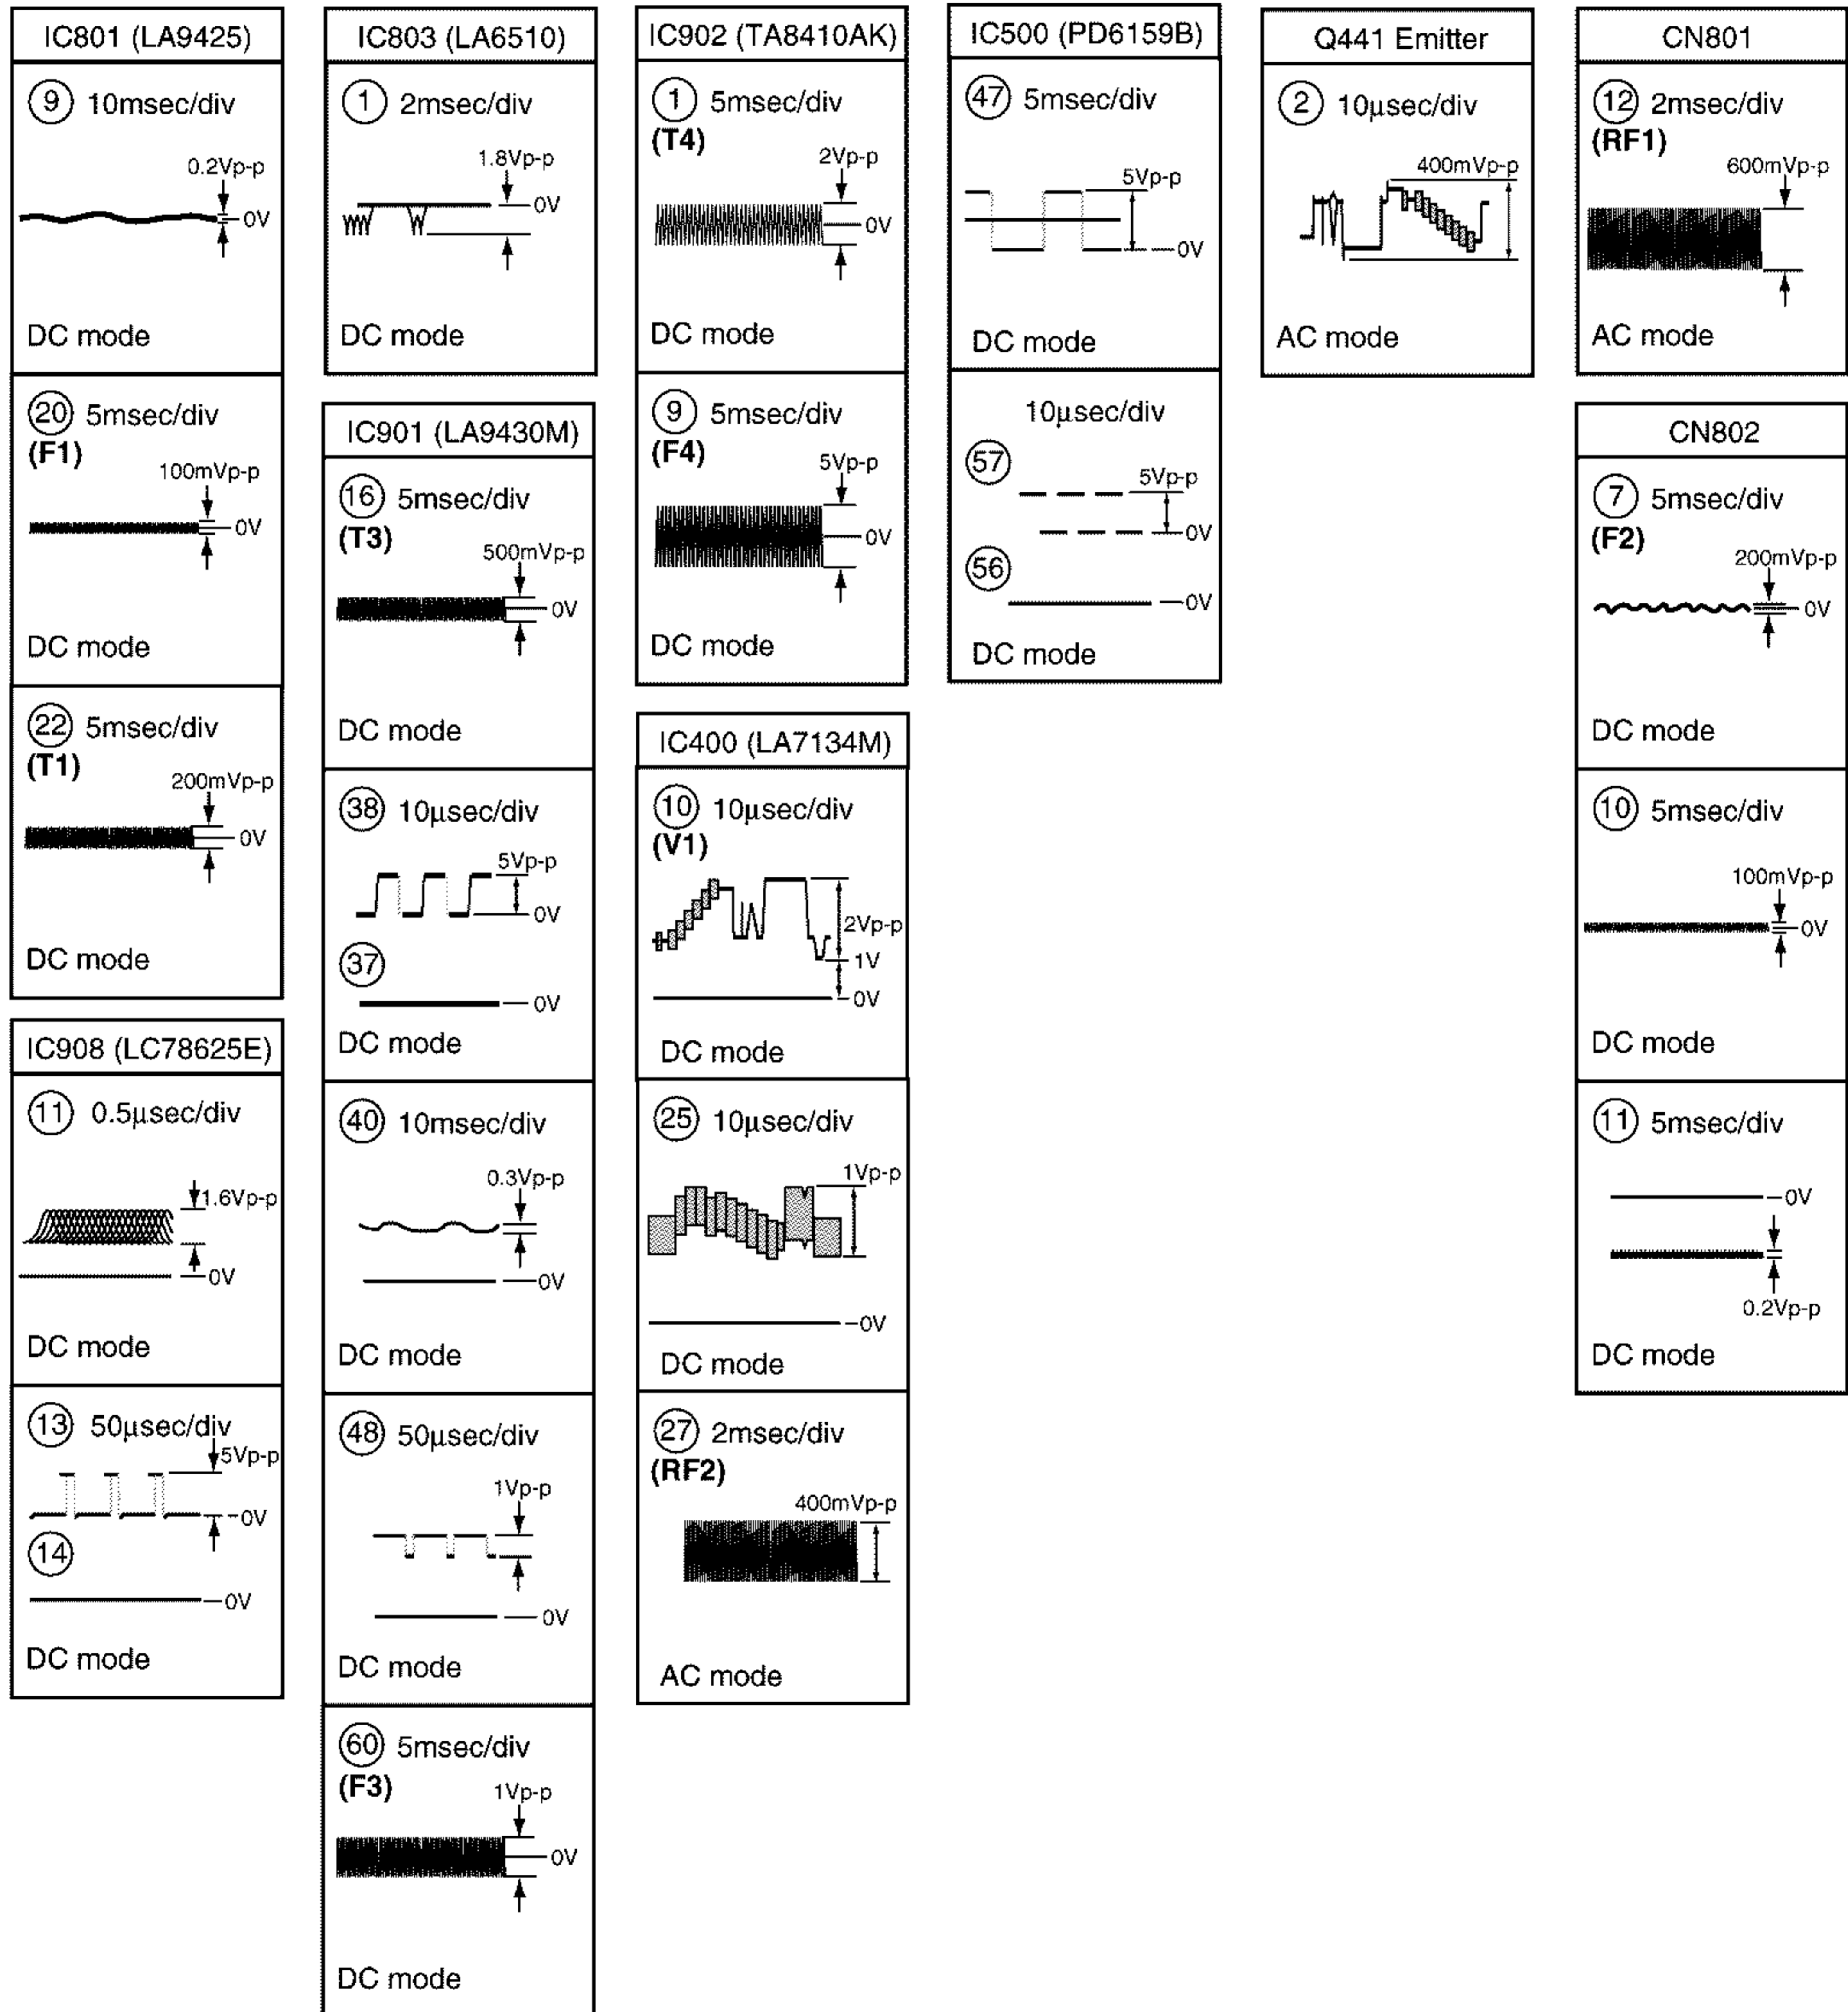 IC801 (LA9425)
9 10msec/div
0.2Vp-p
0V
DC mode
20 5msec/div
(F1)
100mVp-p
0V
DC mode
22 5msec/div
(T1)
200mVp-p
0V
DC mode
IC908 (LC78625E)
11 0.5μsec/div
1.6Vp-p
0V
DC mode
13 50μsec/div
5Vp-p
0V
14
0V
DC mode
IC803 (LA6510)
1 2msec/div
1.8Vp-p
0V
DC mode
IC901 (LA9430M)
16 5msec/div
(T3)
500mVp-p
0V
DC mode
38 10μsec/div
5Vp-p
0V
37
0V
DC mode
40 10msec/div
0.3Vp-p
0V
DC mode
48 50μsec/div
1Vp-p
0V
DC mode
60 5msec/div
(F3)
1Vp-p
0V
DC mode
IC902 (TA8410AK)
1 5msec/div
(T4)
2Vp-p
0V
DC mode
9 5msec/div
(F4)
5Vp-p
0V
DC mode
IC400 (LA7134M)
10 10μsec/div
(V1)
2Vp-p
1V
0V
DC mode
25 10μsec/div
1Vp-p
0V
DC mode
27 2msec/div
(RF2)
400mVp-p
AC mode
IC500 (PD6159B)
47 5msec/div
5Vp-p
0V
DC mode
10μsec/div
57
5Vp-p
0V
56
0V
DC mode
Q441 Emitter
2 10μsec/div
400mVp-p
AC mode
CN801
12 2msec/div
(RF1)
600mVp-p
AC mode
CN802
7 5msec/div
(F2)
200mVp-p
0V
DC mode
10 5msec/div
100mVp-p
0V
DC mode
11 5msec/div
0V
0.2Vp-p
DC mode